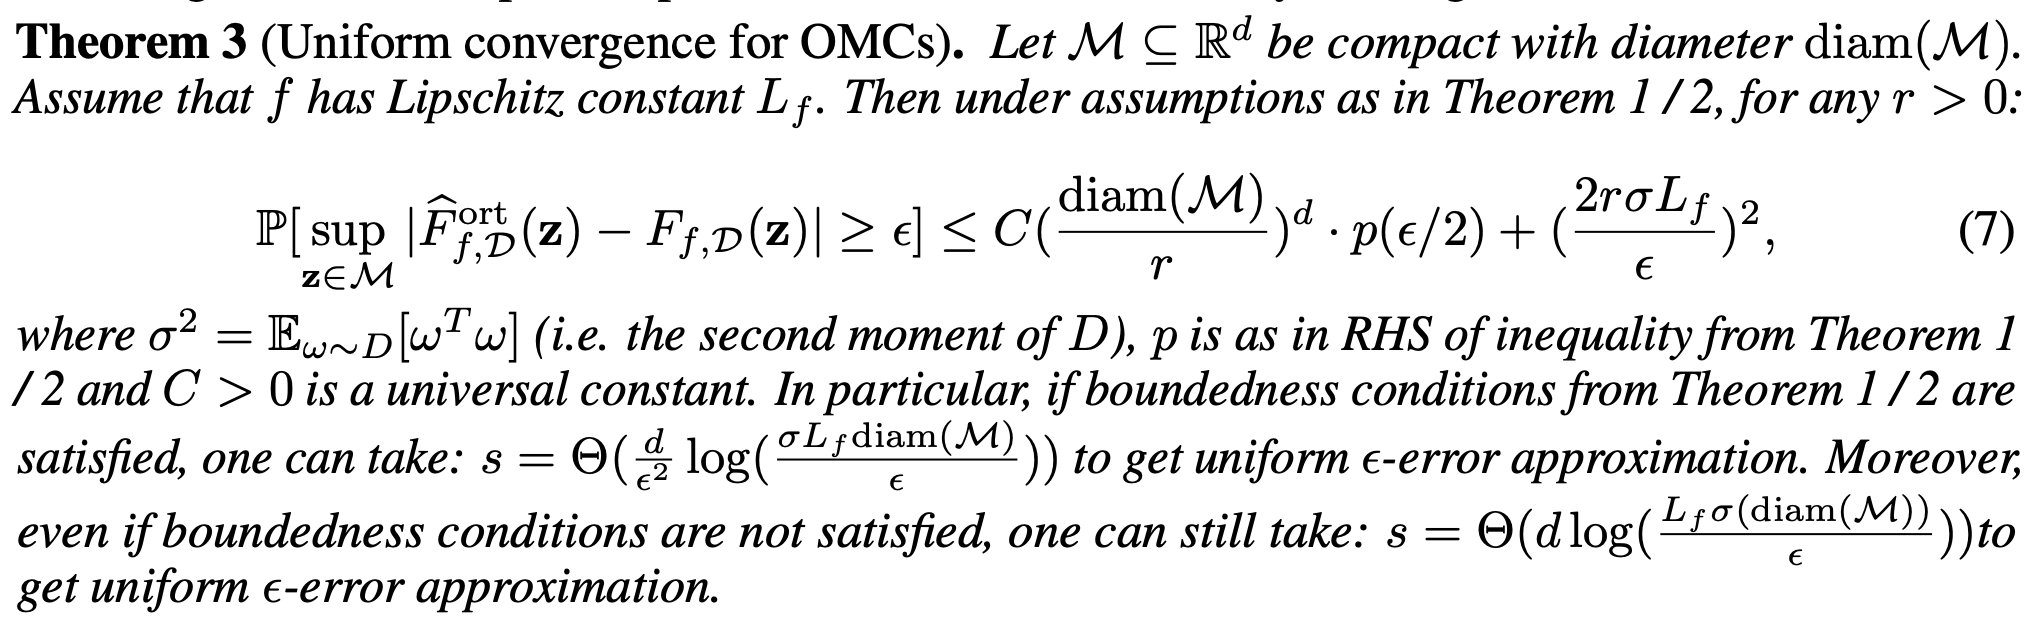 Theorem 3 (Uniform convergence for OMCs). Let $\mathcal{M} \subseteq \mathbb{R}^d$ be compact with diameter $\mathrm{diam}(\mathcal{M})$.
Assume that $f$ has Lipschitz constant $L_f$. Then under assumptions as in Theorem 1 / 2, for any $r > 0$:
$$\mathbb{P}[\sup_{\mathbf{z} \in \mathcal{M}} |\widehat{F}^{\mathrm{ort}}_{f,\mathcal{D}}(\mathbf{z}) - F_{f,\mathcal{D}}(\mathbf{z})| \geq \epsilon] \leq C(\frac{\mathrm{diam}(\mathcal{M})}{r})^d \cdot p(\epsilon/2) + (\frac{2r\sigma L_f}{\epsilon})^2, \quad (7)$$
where $\sigma^2 = \mathbb{E}_{\omega \sim D}[\omega^T \omega]$ (i.e. the second moment of $D$), $p$ is as in RHS of inequality from Theorem 1
/ 2 and $C > 0$ is a universal constant. In particular, if boundedness conditions from Theorem 1 / 2 are
satisfied, one can take: $s = \Theta(\frac{d}{\epsilon^2} \log(\frac{\sigma L_f \mathrm{diam}(\mathcal{M})}{\epsilon}))$ to get uniform $\epsilon$-error approximation. Moreover,
even if boundedness conditions are not satisfied, one can still take: $s = \Theta(d \log(\frac{L_f \sigma(\mathrm{diam}(\mathcal{M}))}{\epsilon}))$to
get uniform $\epsilon$-error approximation.